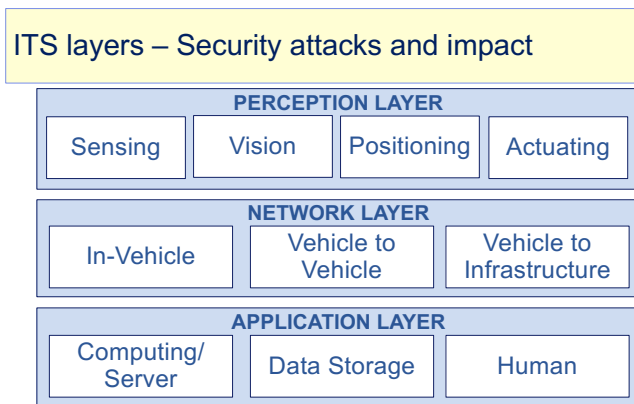 ITS layers – Security attacks and impact
PERCEPTION LAYER
Sensing
Vision
Positioning
Actuating
NETWORK LAYER
In-Vehicle
Vehicle to
Vehicle
Vehicle to
Infrastructure
APPLICATION LAYER
Computing/
Server
Data Storage
Human